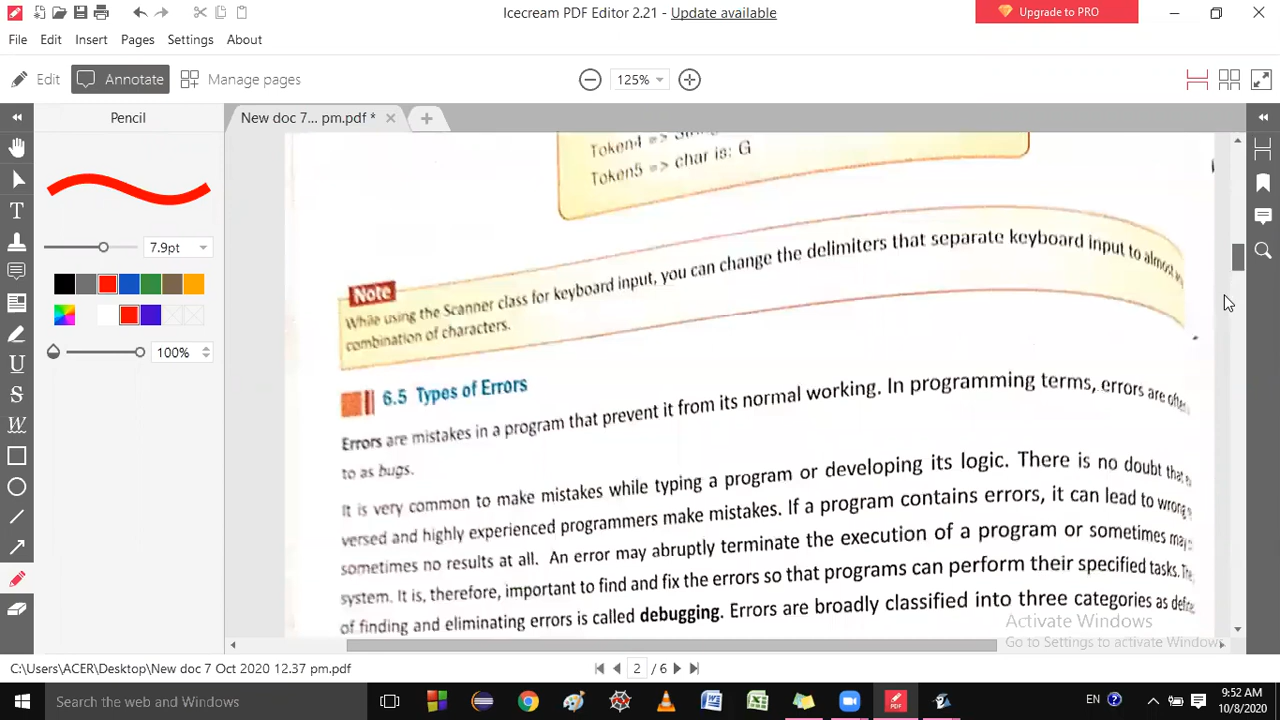 Icecream PDF Editor 2.21 - Update available
Upgrade to PRO
File Edit Insert Pages Settings About
Edit Annotate Manage pages
125%
Pencil
New doc 7... pm.pdf *
7.9pt
100%
Token4 =>
Token5 => char is: G
Note
While using the Scanner class for keyboard input, you can change the delimiters that separate keyboard input to almost
combination of characters.
6.5 Types of Errors
Errors are mistakes in a program that prevent it from its normal working. In programming terms, errors are often
to as bugs.
It is very common to make mistakes while typing a program or developing its logic. There is no doubt that
versed and highly experienced programmers make mistakes. If a program contains errors, it can lead to wrong
sometimes no results at all. An error may abruptly terminate the execution of a program or sometimes may
system. It is, therefore, important to find and fix the errors so that programs can perform their specified tasks. The
of finding and eliminating errors is called debugging. Errors are broadly classified into three categories as
Activate Windows
Go to Settings to activate Windows.
C:\Users\ACER\Desktop\New doc 7 Oct 2020 12.37 pm.pdf
2 / 6
Search the web and Windows
EN
9:52 AM
10/8/2020